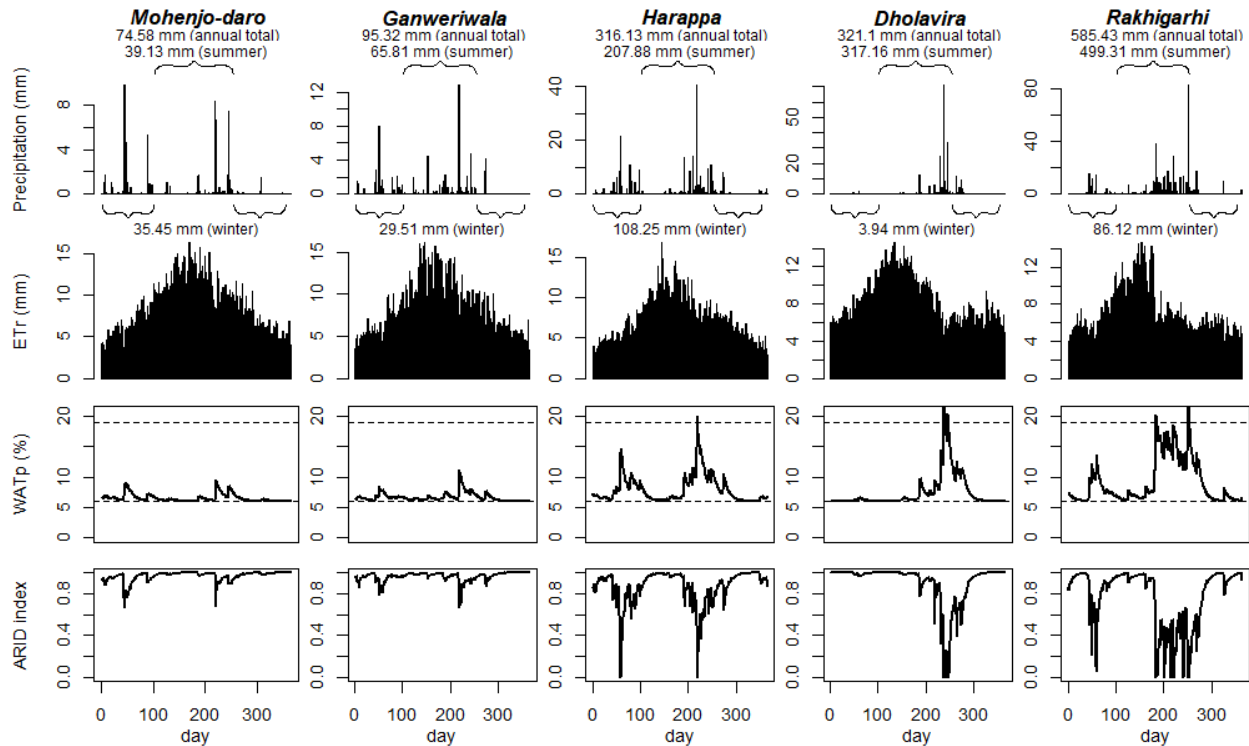 Mohenjo-daro Ganweriwala Harappa Dholavira Rakhigarhi
74.58 mm (annual total) 95.32 mm (annual total) 316.13 mm (annual total) 321.1 mm (annual total) 585.43 mm (annual total)
39.13 mm (summer) 65.81 mm (summer) 207.88 mm (summer) 317.16 mm (summer) 499.31 mm (summer)
Precipitation (mm)
0 4 8
0 4 8 12
0 20 40
0 20 50
0 40 80
35.45 mm (winter) 29.51 mm (winter) 108.25 mm (winter) 3.94 mm (winter) 86.12 mm (winter)
ETr (mm)
0 5 10 15
0 5 10 15
0 5 10 15
0 4 8 12
0 4 8 12
WATp (%)
0 5 10 20
0 5 10 20
0 5 10 20
0 5 10 20
0 5 10 20
ARID index
0.0 0.4 0.8
0.0 0.4 0.8
0.0 0.4 0.8
0.0 0.4 0.8
0.0 0.4 0.8
0 100 200 300 0 100 200 300 0 100 200 300 0 100 200 300 0 100 200 300
day day day day day